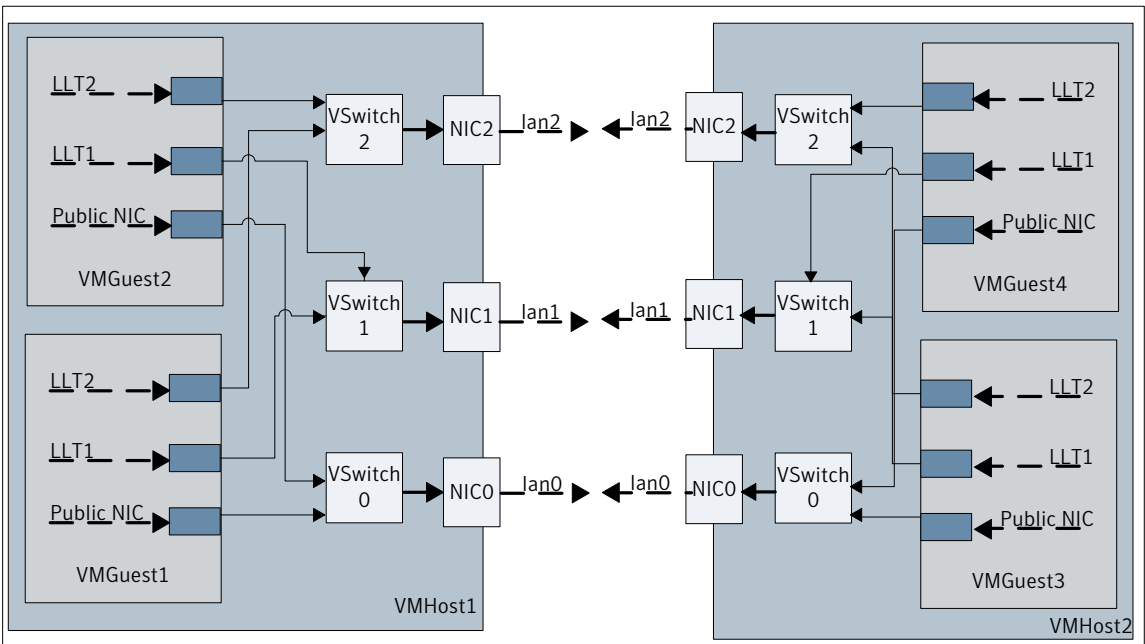 LLT2
LLT1
Public NIC
VMGuest2
LLT2
LLT1
Public NIC
VMGuest1
VSwitch
2
VSwitch
1
VSwitch
0
NIC2
NIC1
NIC0
VMHost1
lan2
lan1
lan0
lan2
lan1
lan0
NIC2
NIC1
NIC0
VSwitch
2
VSwitch
1
VSwitch
0
LLT2
LLT1
Public NIC
VMGuest4
LLT2
LLT1
Public NIC
VMGuest3
VMHost2